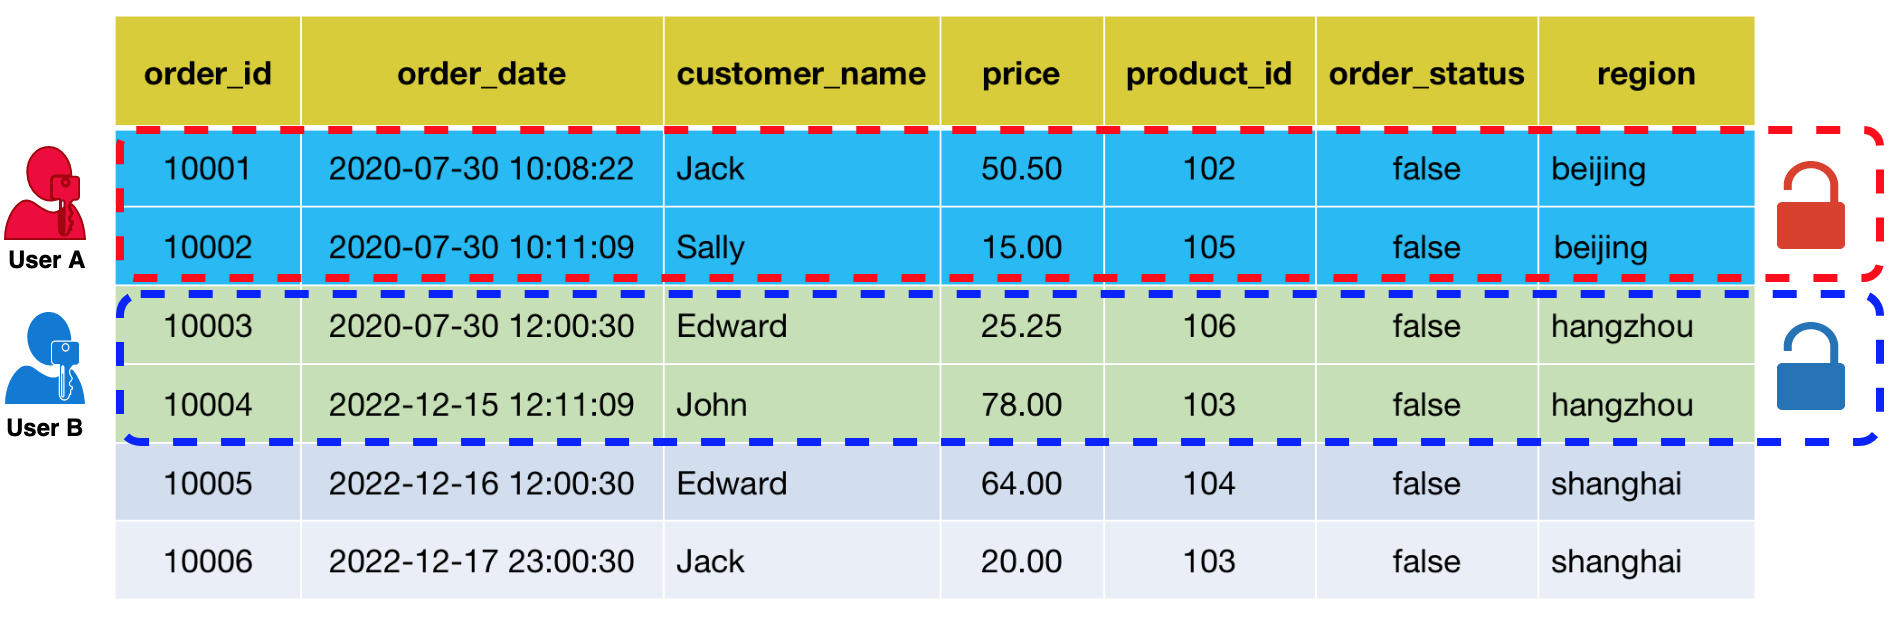 order_id order_date customer_name price product_id order_status region
10001 2020-07-30 10:08:22 Jack 50.50 102 false beijing
10002 2020-07-30 10:11:09 Sally 15.00 105 false beijing
User A
10003 2020-07-30 12:00:30 Edward 25.25 106 false hangzhou
10004 2022-12-15 12:11:09 John 78.00 103 false hangzhou
User B
10005 2022-12-16 12:00:30 Edward 64.00 104 false shanghai
10006 2022-12-17 23:00:30 Jack 20.00 103 false shanghai